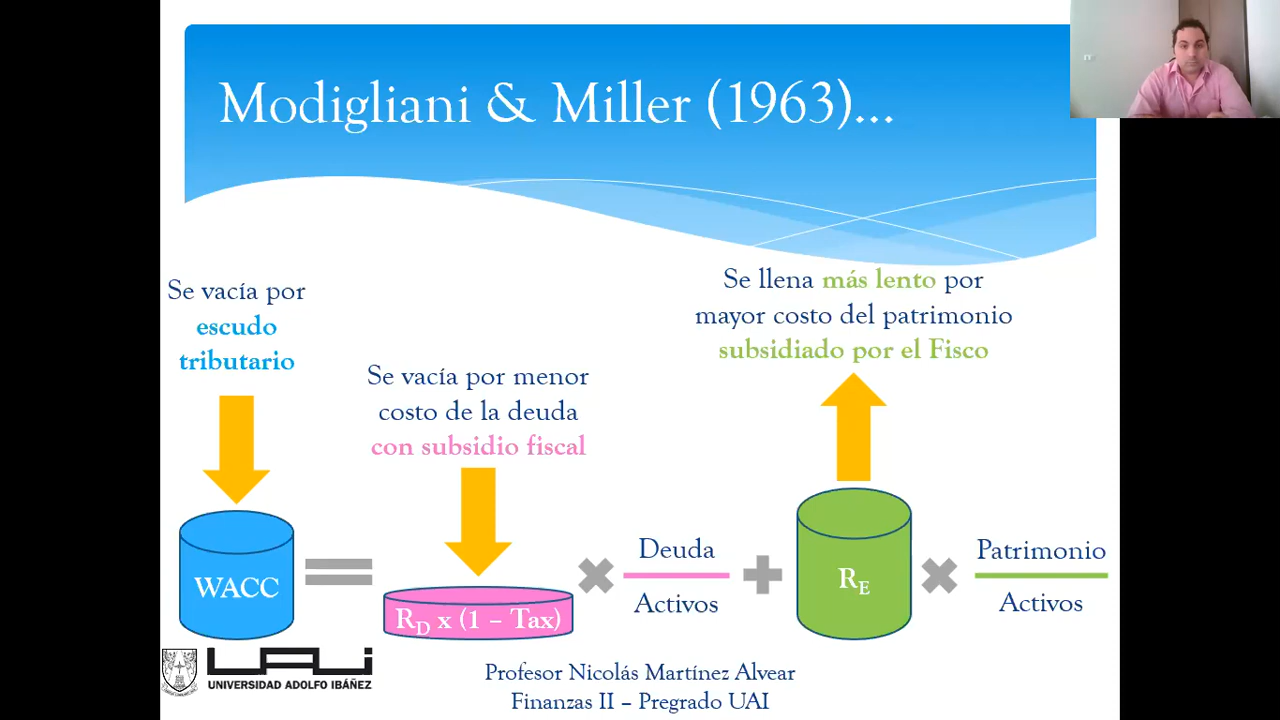 Modigliani & Miller (1963)...
Se vacía por
escudo
tributario
Se vacía por menor
costo de la deuda
con subsidio fiscal
Se llena más lento por
mayor costo del patrimonio
subsidiado por el Fisco
WACC
R_D x (1 – Tax)
Deuda
Activos
R_E
Patrimonio
Activos
UAI
UNIVERSIDAD ADOLFO IBÁÑEZ
Profesor Nicolás Martínez Alvear
Finanzas II – Pregrado UAI